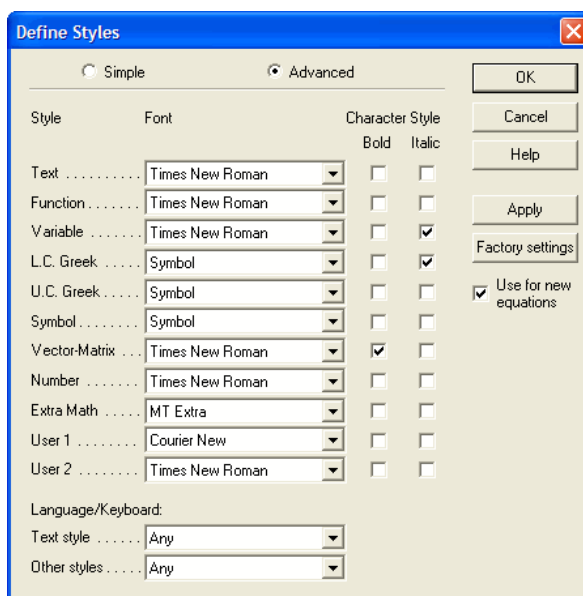 Define Styles
Simple Advanced OK
Style Font Character Style Cancel
Bold Italic
Help
Text . . . . . . . . . . Times New Roman
Function . . . . . . . Times New Roman Apply
Variable . . . . . . . . Times New Roman
L.C. Greek . . . . . Symbol Factory settings
U.C. Greek . . . . . Symbol Use for new
equations
Symbol . . . . . . . . Symbol
Vector-Matrix . . . Times New Roman
Number . . . . . . . Times New Roman
Extra Math . . . . . MT Extra
User 1 . . . . . . . . Courier New
User 2 . . . . . . . . Times New Roman
Language/Keyboard:
Text style . . . . . . Any
Other styles . . . . . Any